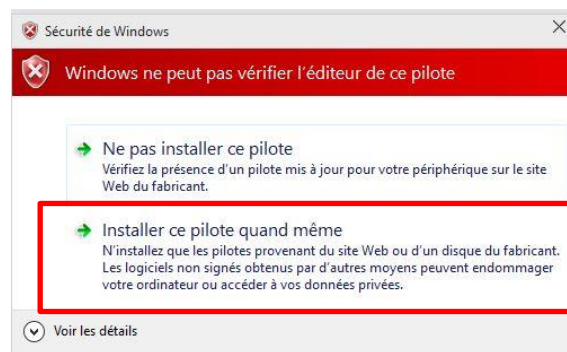 Sécurité de Windows
Windows ne peut pas vérifier l'éditeur de ce pilote
Ne pas installer ce pilote
Vérifiez la présence d'un pilote mis à jour pour votre périphérique sur le site
Web du fabricant.
Installer ce pilote quand même
N'installez que les pilotes provenant du site Web ou d'un disque du fabricant.
Les logiciels non signés obtenus par d'autres moyens peuvent endommager
votre ordinateur ou accéder à vos données privées.
Voir les détails